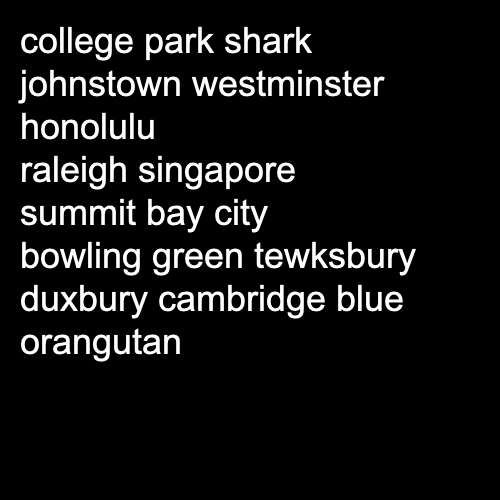 college park shark
johnstown westminster
honolulu
raleigh singapore
summit bay city
bowling green tewksbury
duxbury cambridge blue
orangutan